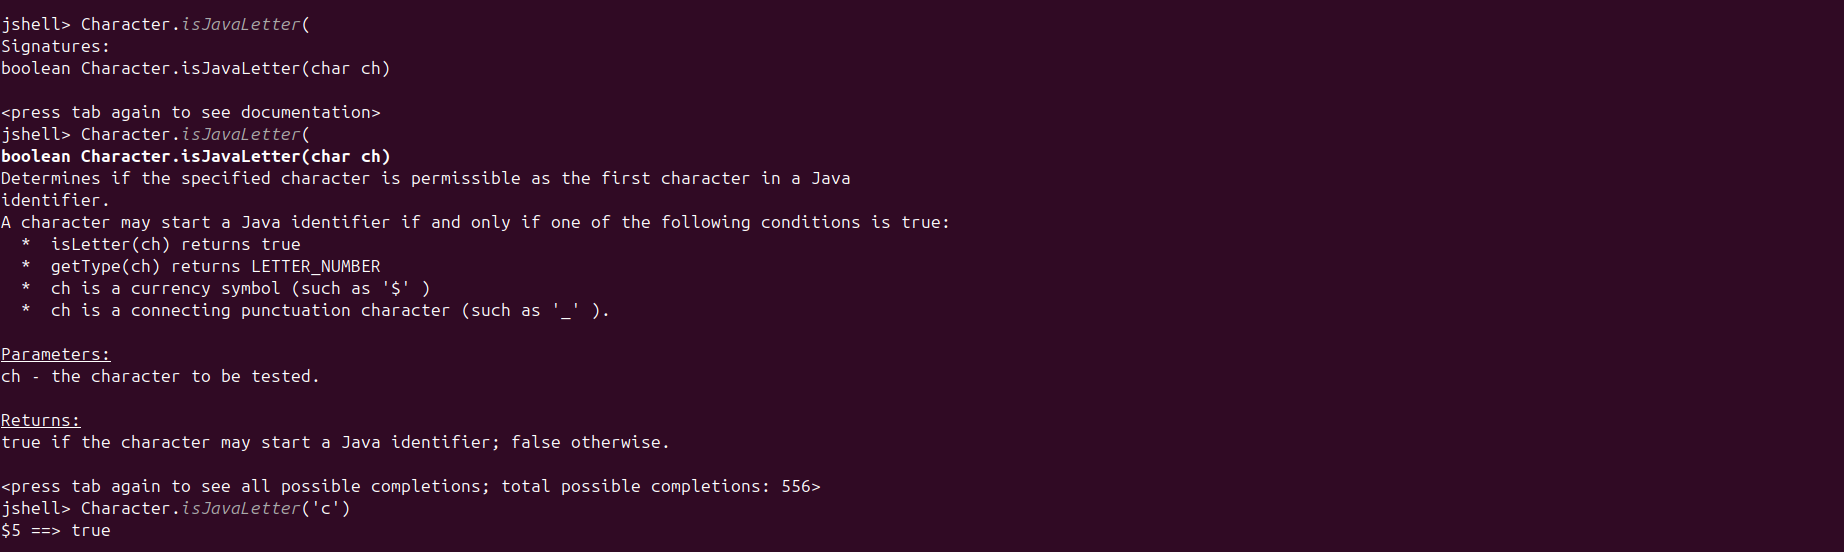 jshell> Character.isJavaLetter(
Signatures:
boolean Character.isJavaLetter(char ch)

<press tab again to see documentation>
jshell> Character.isJavaLetter(
boolean Character.isJavaLetter(char ch)
Determines if the specified character is permissible as the first character in a Java
identifier.
A character may start a Java identifier if and only if one of the following conditions is true:
  *  isLetter(ch) returns true
  *  getType(ch) returns LETTER_NUMBER
  *  ch is a currency symbol (such as '$' )
  *  ch is a connecting punctuation character (such as '_' ).

Parameters:
ch - the character to be tested.

Returns:
true if the character may start a Java identifier; false otherwise.

<press tab again to see all possible completions; total possible completions: 556>
jshell> Character.isJavaLetter('c')
$5 ==> true